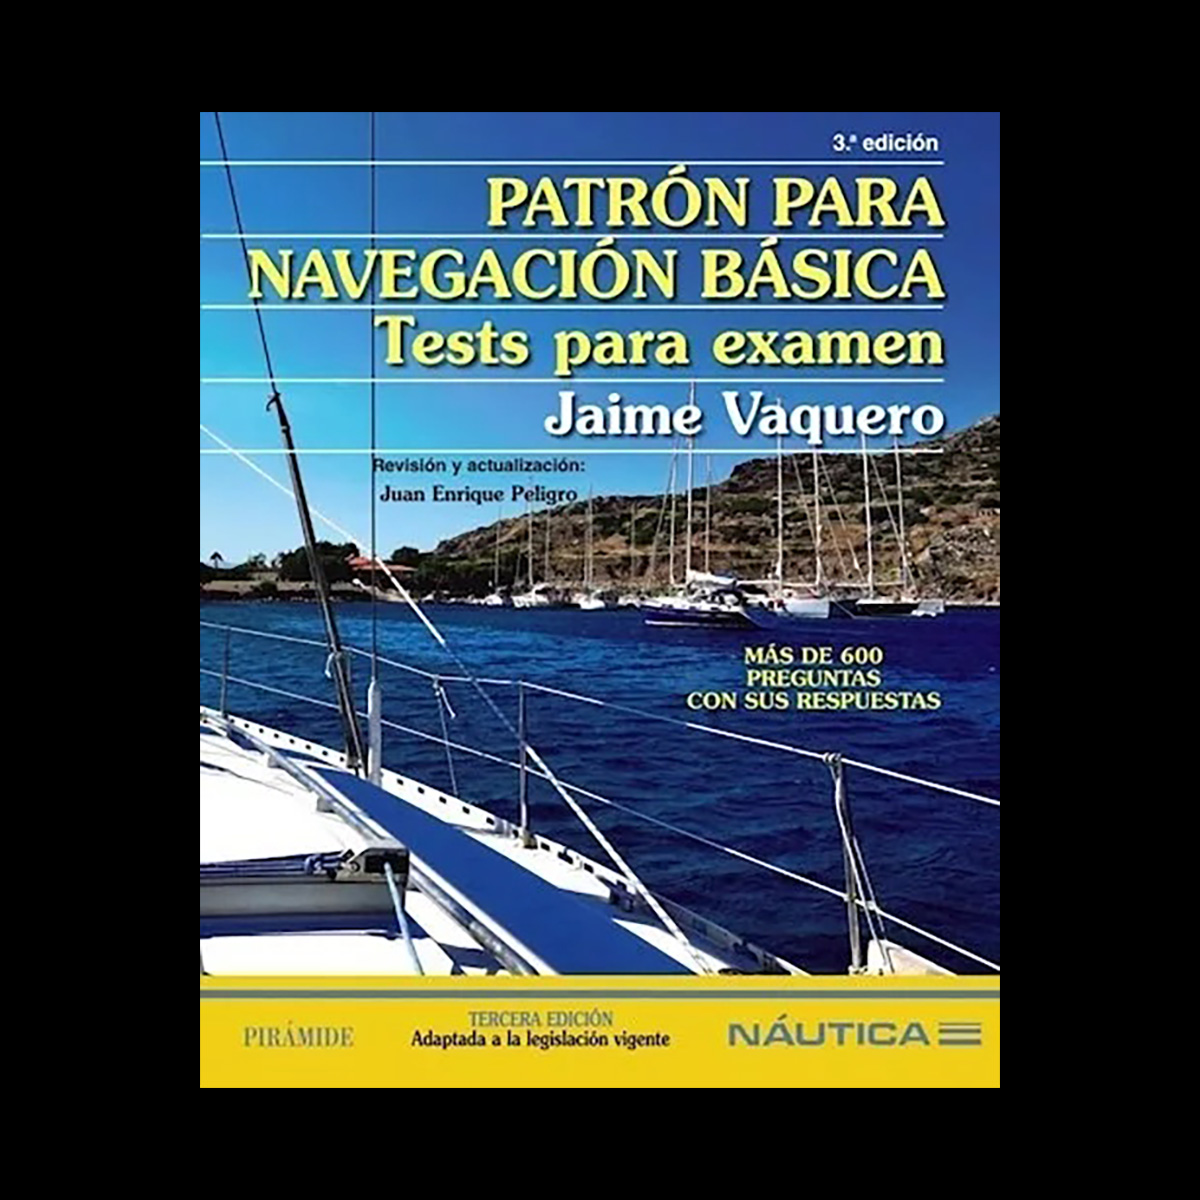 3.ª edición
PATRÓN PARA
NAVEGACIÓN BÁSICA
Tests para examen
Jaime Vaquero
Revisión y actualización:
Juan Enrique Peligro
MÁS DE 600
PREGUNTAS
CON SUS RESPUESTAS
PIRÁMIDE
TERCERA EDICIÓN
Adaptada a la legislación vigente
NÁUTICA